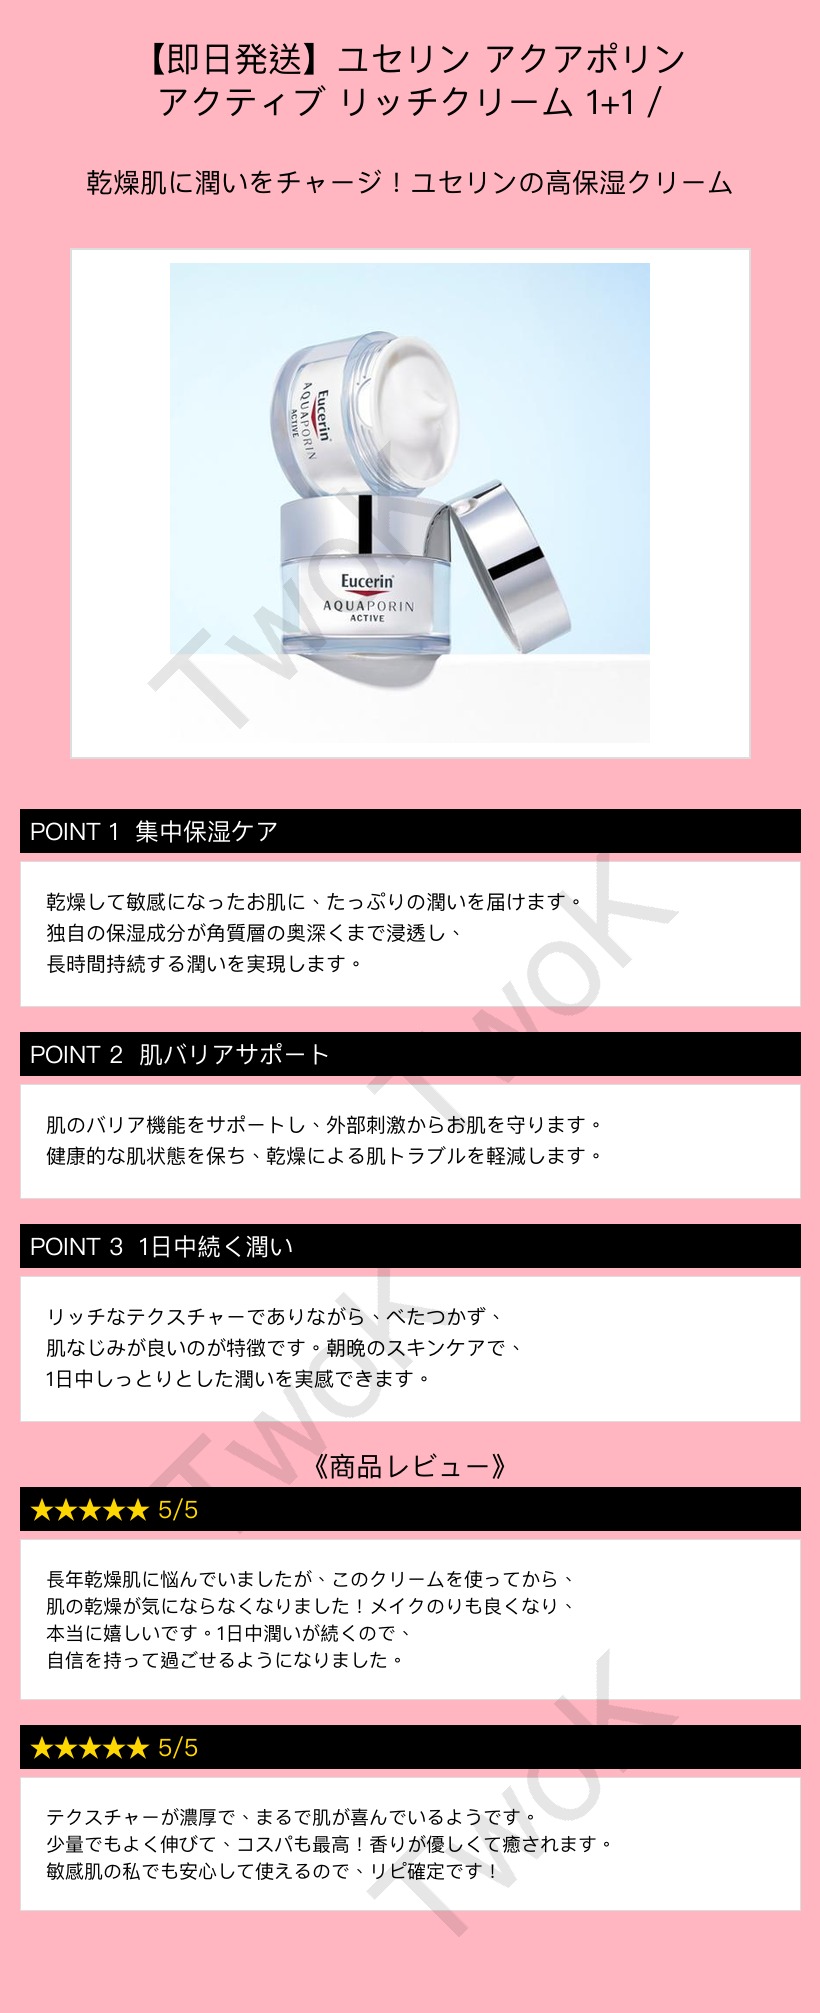 【即日発送】ユセリン アクアポリン
アクティブ リッチクリーム 1+1 /
乾燥肌に潤いをチャージ！ユセリンの高保湿クリーム
Eucerin
AQUAPORIN
ACTIVE
Eucerin
AQUAPORIN
ACTIVE
TwoK
POINT 1 集中保湿ケア
乾燥して敏感になったお肌に、たっぷりの潤いを届けます。
独自の保湿成分が角質層の奥深くまで浸透し、
長時間持続する潤いを実現します。
TwoK
POINT 2 肌バリアサポート
肌のバリア機能をサポートし、外部刺激からお肌を守ります。
健康的な肌状態を保ち、乾燥による肌トラブルを軽減します。
POINT 3 1日中続く潤い
リッチなテクスチャーでありながら、べたつかず、
肌なじみが良いのが特徴です。朝晩のスキンケアで、
1日中しっとりとした潤いを実感できます。
TwoK
《商品レビュー》
★★★★★ 5/5
長年乾燥肌に悩んでいましたが、このクリームを使ってから、
肌の乾燥が気にならなくなりました！メイクのりも良くなり、
本当に嬉しいです。1日中潤いが続くので、
自信を持って過ごせるようになりました。
★★★★★ 5/5
テクスチャーが濃厚で、まるで肌が喜んでいるようです。
少量でもよく伸びて、コスパも最高！香りが優しくて癒されます。
敏感肌の私でも安心して使えるので、リピ確定です！
TwoK